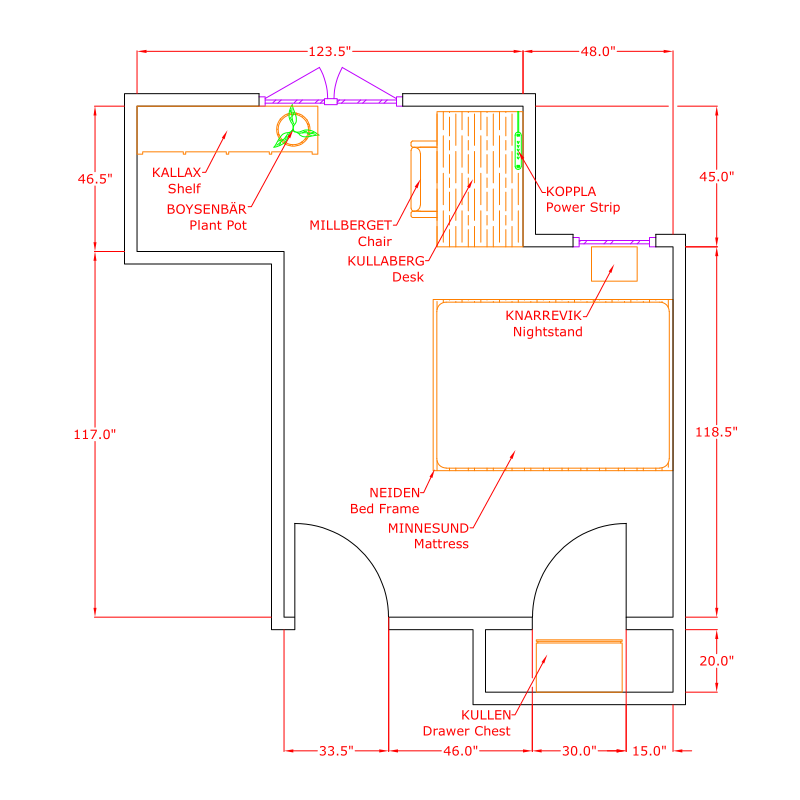 123.5"
48.0"
46.5"
45.0"
KALLAX
Shelf
BOYSENBÄR
Plant Pot
KOPPLA
Power Strip
MILLBERGET
Chair
KULLABERG
Desk
KNARREVIK
Nightstand
117.0"
118.5"
NEIDEN
Bed Frame
MINNESUND
Mattress
20.0"
KULLEN
Drawer Chest
33.5"
46.0"
30.0"
15.0"